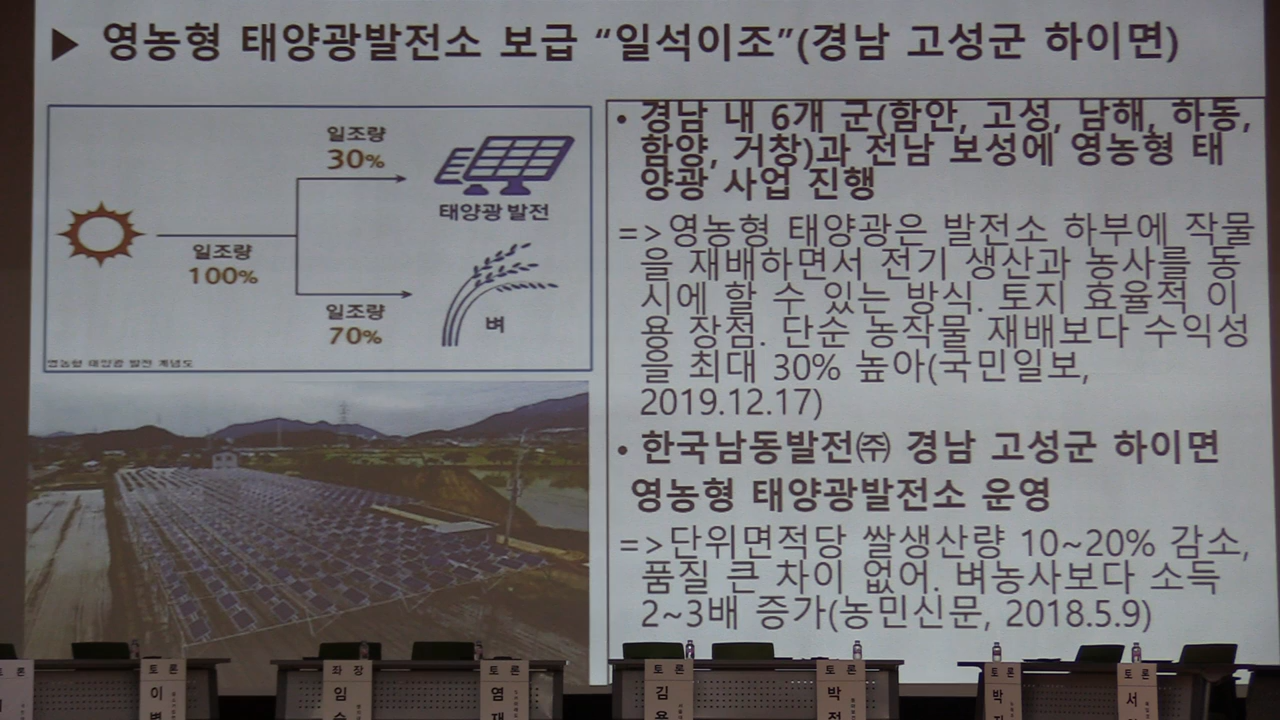 ▶ 영농형 태양광발전소 보급 “일석이조”(경남 고성군 하이면)
일조량
30%
태양광 발전
일조량
100%
일조량
70%
벼
영농형 태양광 발전 개념도
• 경남 내 6개 군(함안, 고성, 남해, 하동,
함양, 거창)과 전남 보성에 영농형 태
양광 사업 진행
=>영농형 태양광은 발전소 하부에 작물
을 재배하면서 전기 생산과 농사를 동
시에 할 수 있는 방식. 토지 효율적 이
용 장점. 단순 농작물 재배보다 수익성
을 최대 30% 높아(국민일보,
2019.12.17)
• 한국남동발전㈜ 경남 고성군 하이면
영농형 태양광발전소 운영
=>단위면적당 쌀생산량 10~20% 감소,
품질 큰 차이 없어. 벼농사보다 소득
2~3배 증가(농민신문, 2018.5.9)
토론
이
좌장
임
토론
염
토론
김
토론
박
토론
박
토론
서